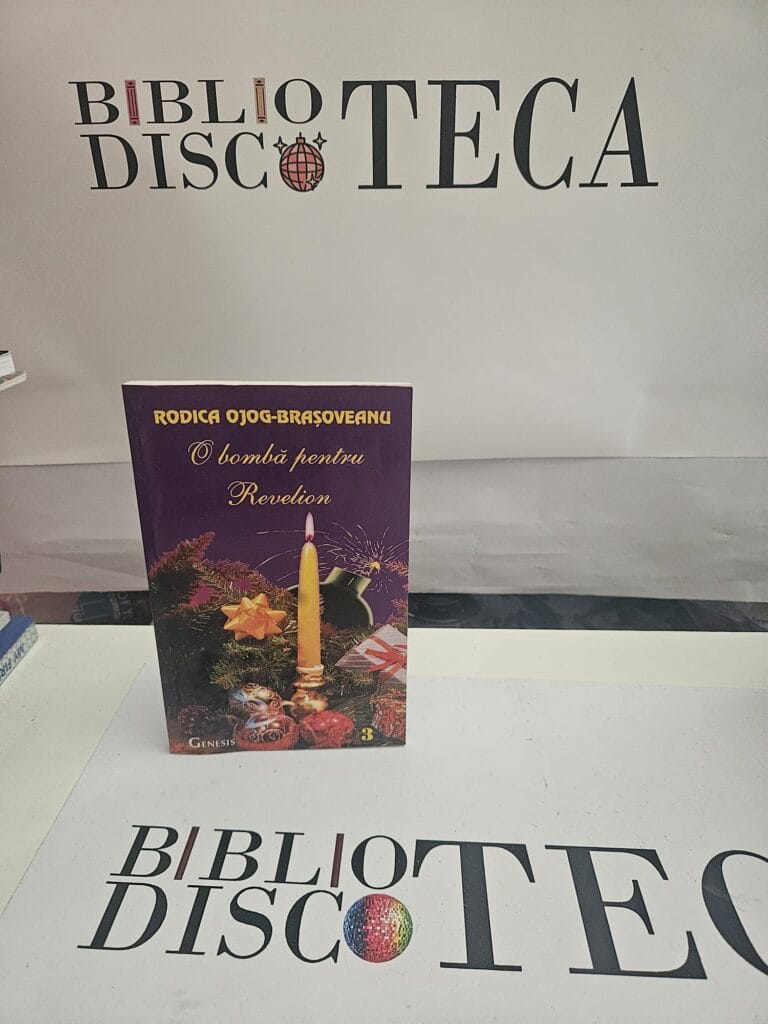 BIBLIO
DISCOTECA
RODICA OJOG-BRAȘOVEANU
O bombă pentru
Revelion
GENESIS
3
BIBLIO
DISCOTEC